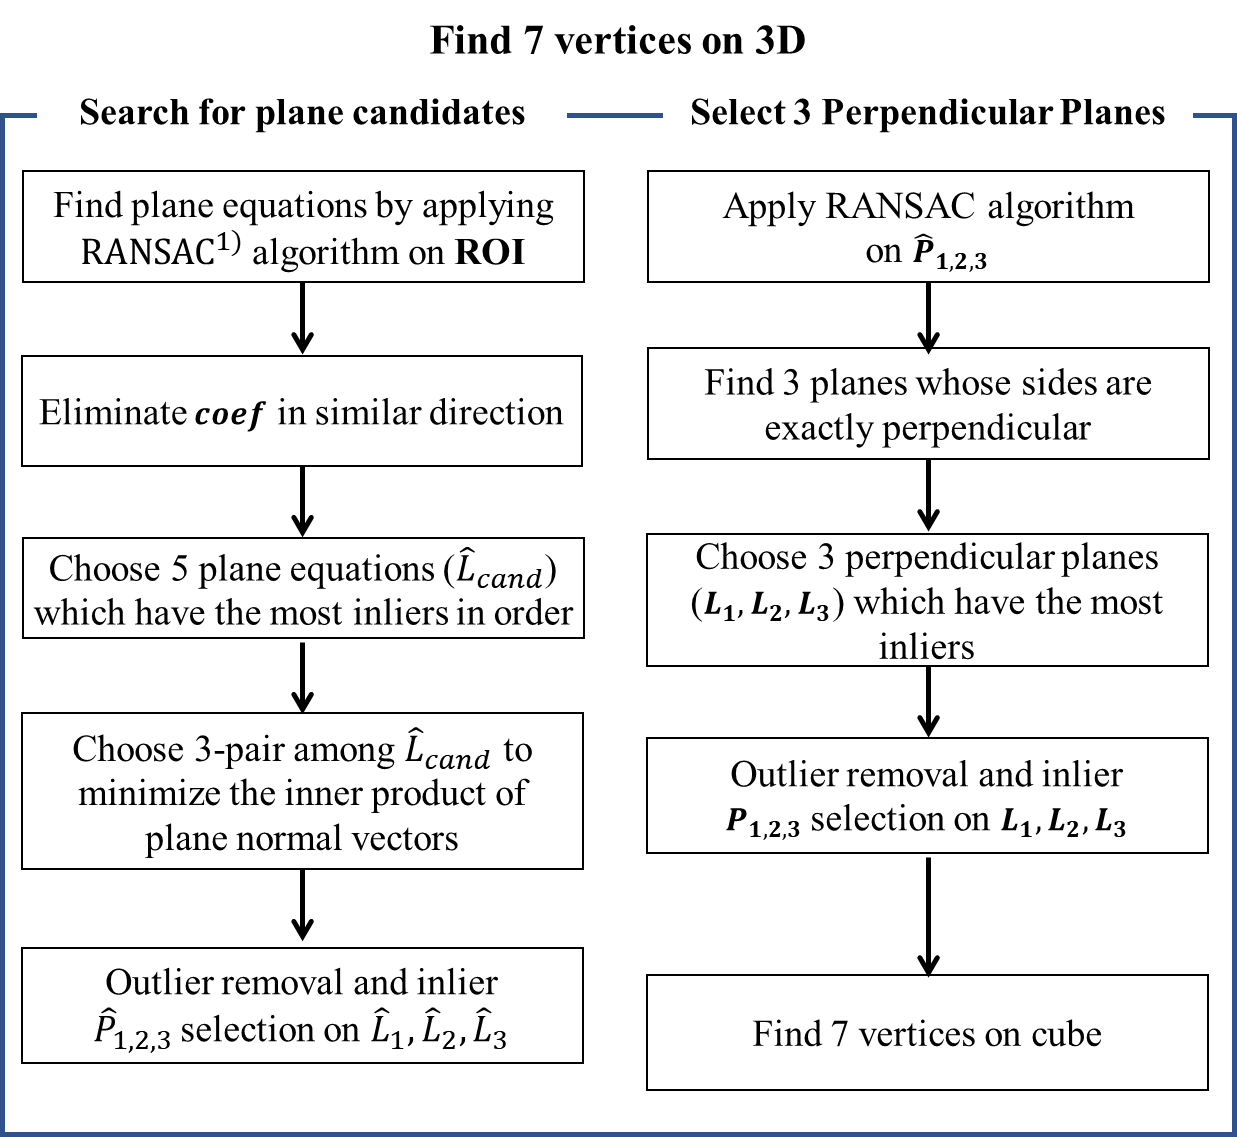 Find 7 vertices on 3D
Search for plane candidates
Find plane equations by applying
RANSAC¹⁾ algorithm on ROI
Eliminate coef in similar direction
Choose 5 plane equations (L̂_cand)
which have the most inliers in order
Choose 3-pair among L̂_cand to
minimize the inner product of
plane normal vectors
Outlier removal and inlier
P̂₁,₂,₃ selection on L̂₁, L̂₂, L̂₃
Select 3 Perpendicular Planes
Apply RANSAC algorithm
on P̂₁,₂,₃
Find 3 planes whose sides are
exactly perpendicular
Choose 3 perpendicular planes
(L₁, L₂, L₃) which have the most
inliers
Outlier removal and inlier
P₁,₂,₃ selection on L₁, L₂, L₃
Find 7 vertices on cube